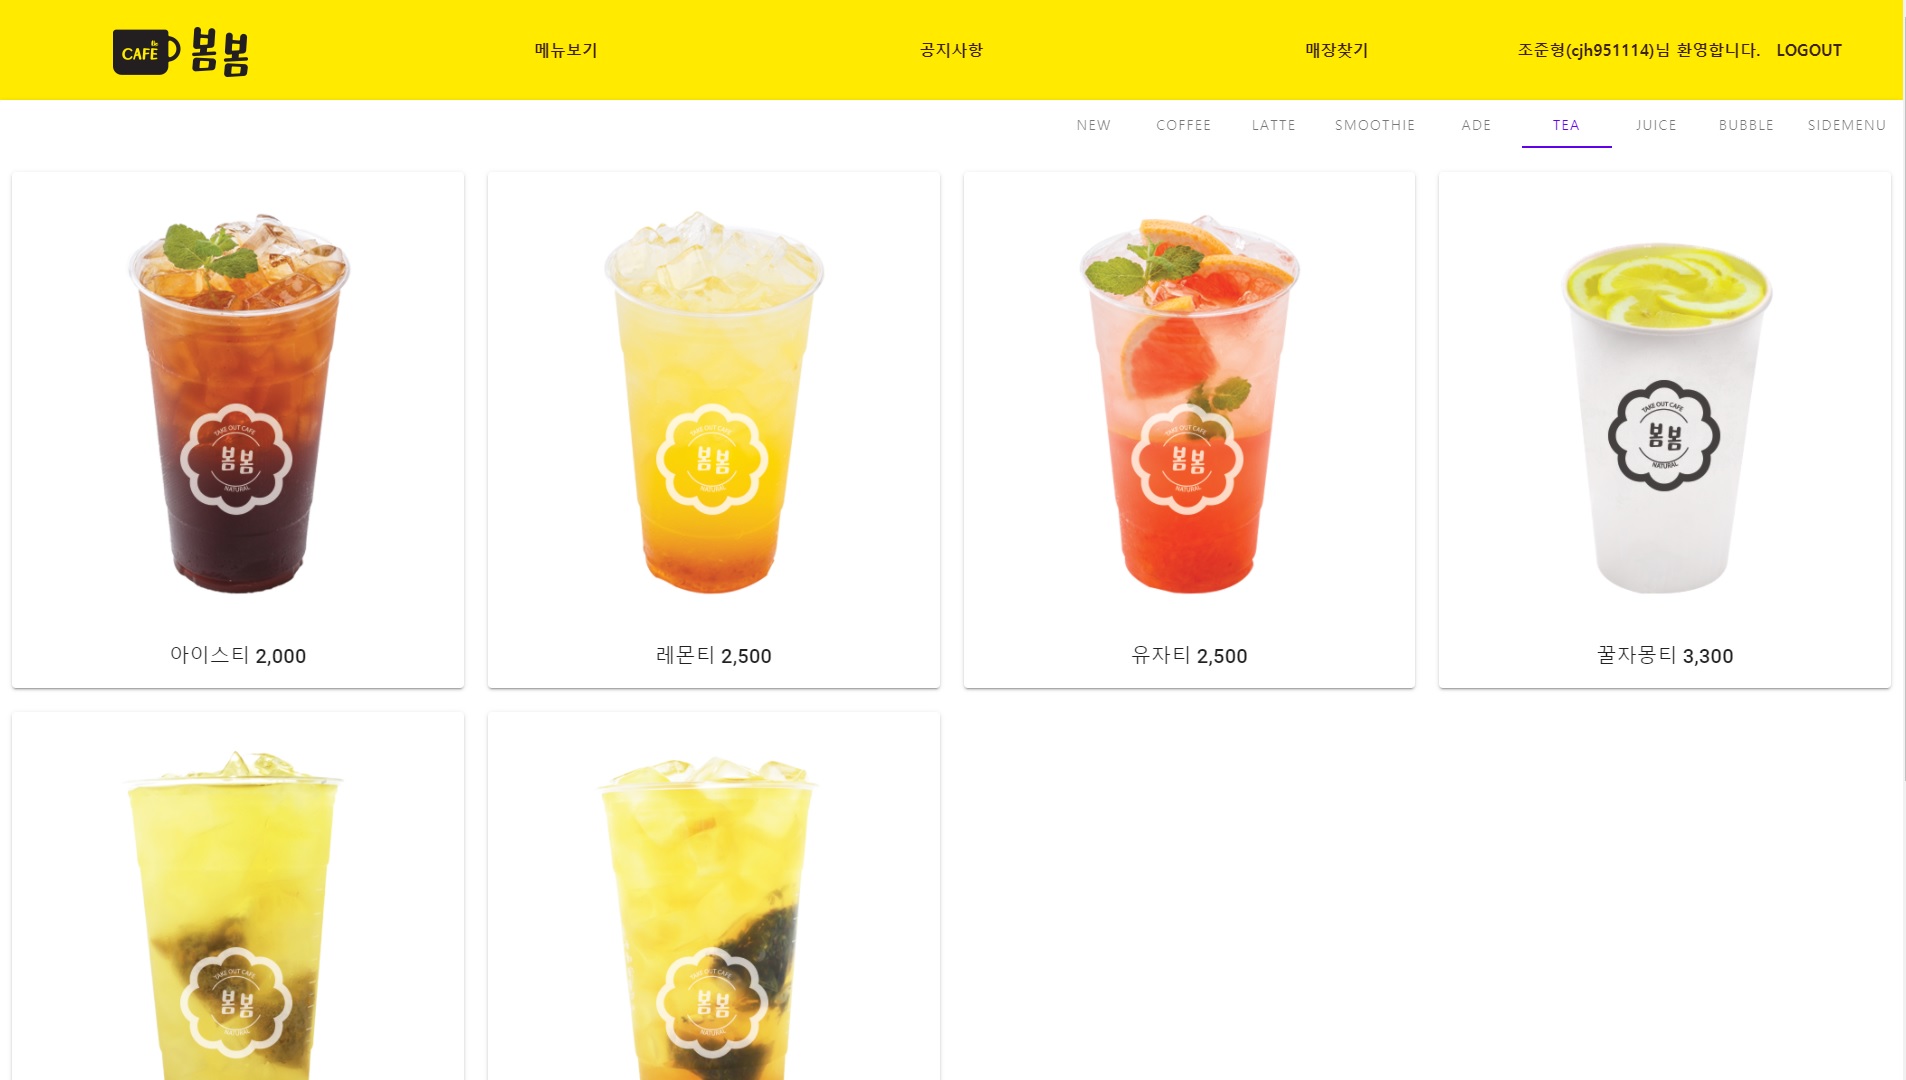 CAFE 봄봄
메뉴보기
공지사항
매장찾기
조준형(cjh951114)님 환영합니다.
LOGOUT
NEW
COFFEE
LATTE
SMOOTHIE
ADE
TEA
JUICE
BUBBLE
SIDEMENU
TAKE OUT CAFE
봄봄
NATURAL
TAKE OUT CAFE
봄봄
NATURAL
TAKE OUT CAFE
봄봄
NATURAL
TAKE OUT CAFE
봄봄
NATURAL
아이스티 2,000
레몬티 2,500
유자티 2,500
꿀자몽티 3,300
TAKE OUT CAFE
봄봄
NATURAL
TAKE OUT CAFE
봄봄
NATURAL